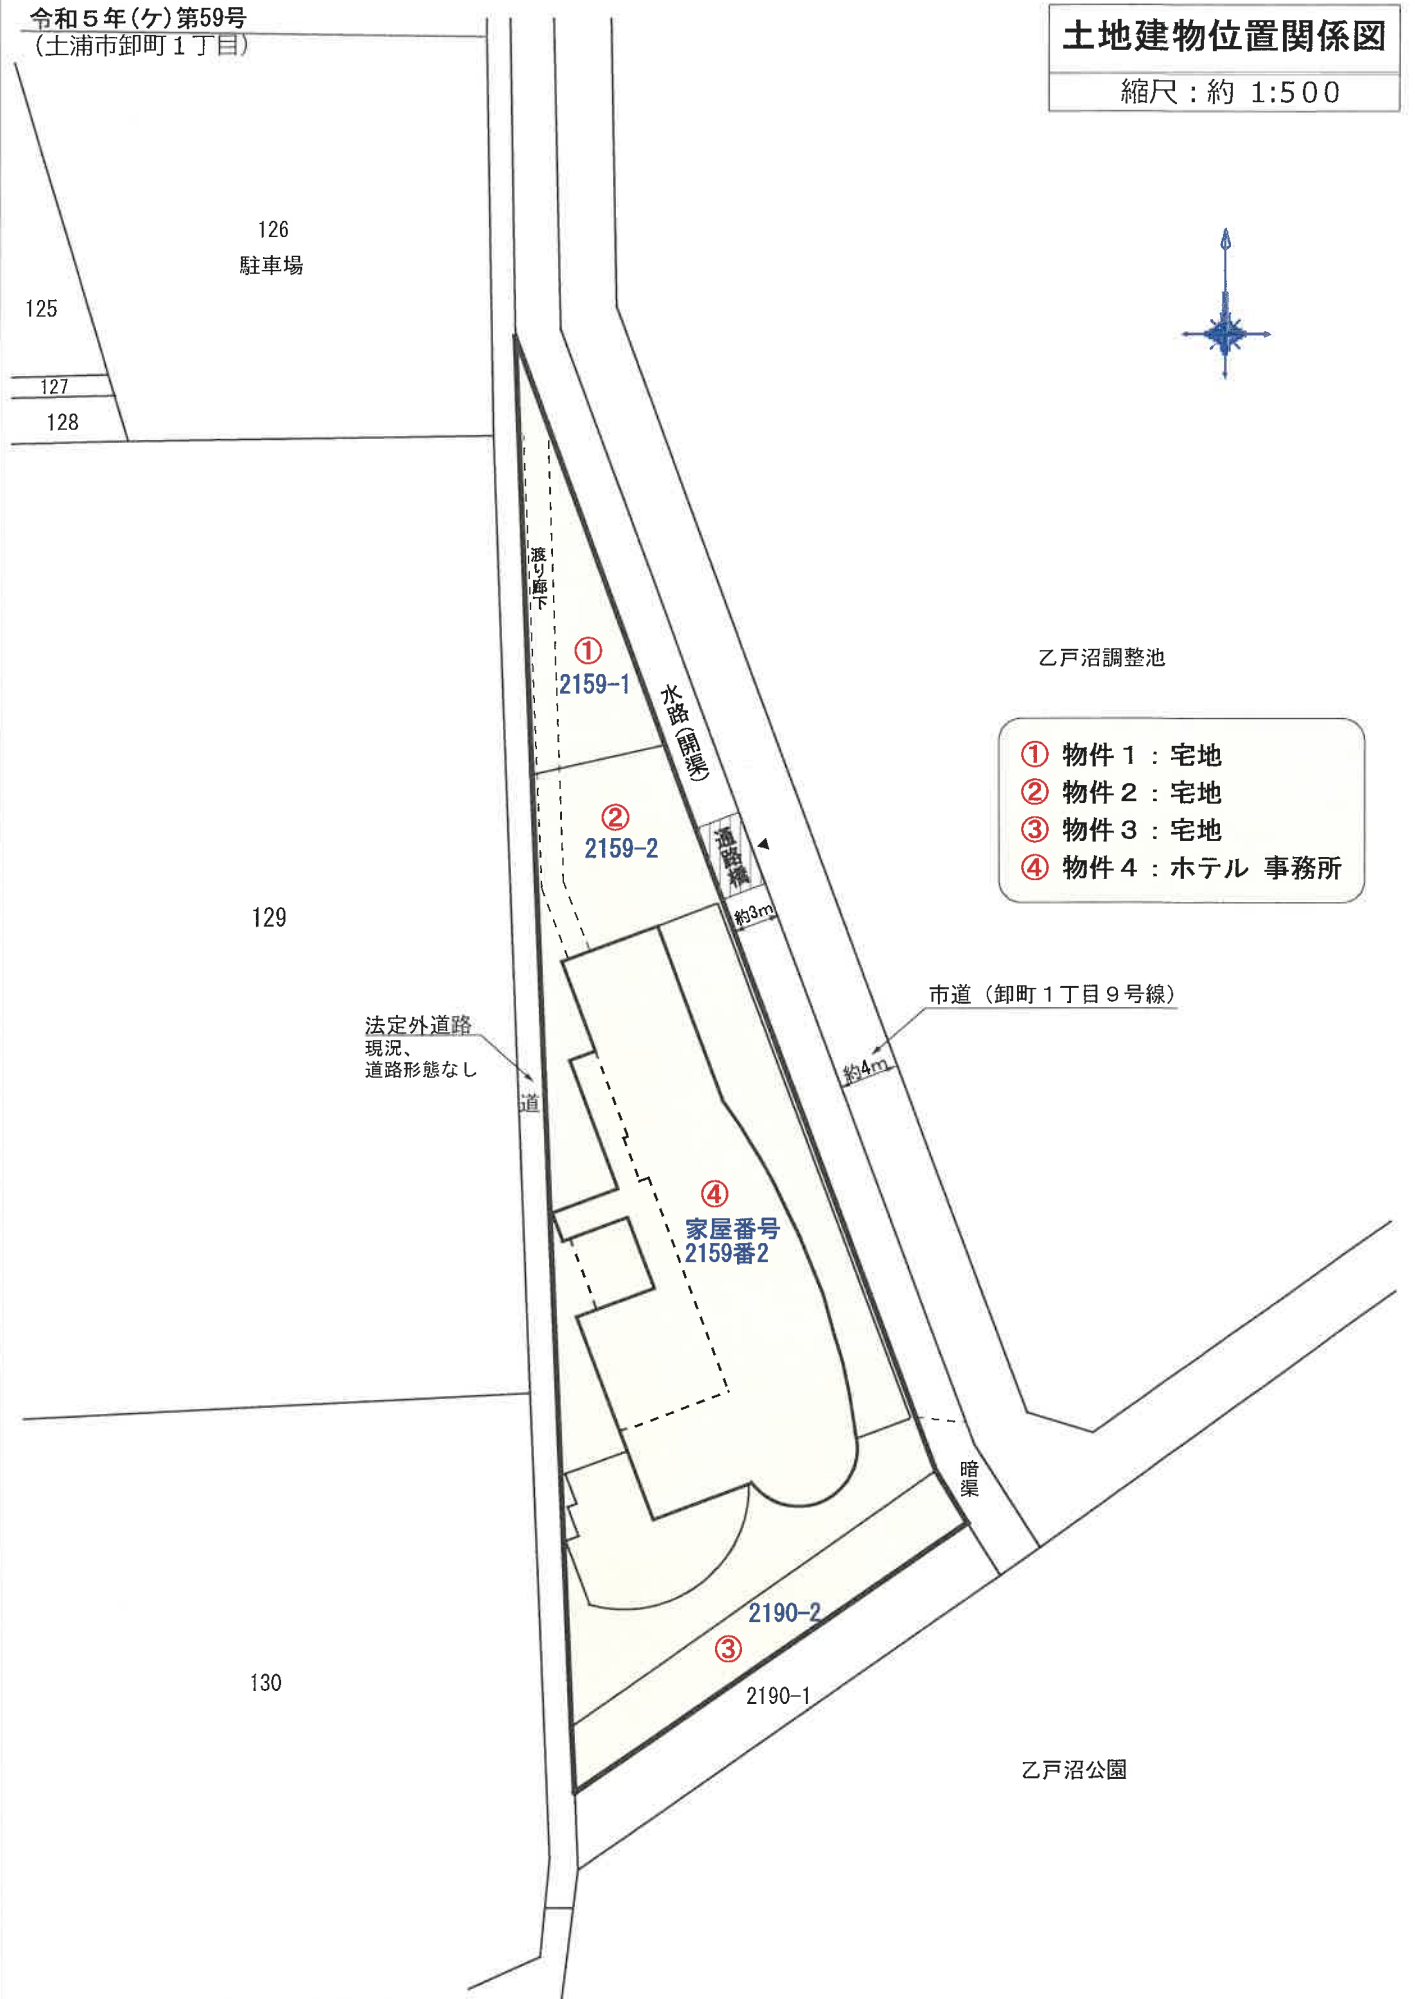 令和５年(ケ)第59号
(土浦市卸町１丁目)
土地建物位置関係図
縮尺：約 1:500
126
駐車場
125
127
128
渡り廊下
①
2159-1
水路(開渠)
乙戸沼調整池
① 物件１：宅地
② 物件２：宅地
③ 物件３：宅地
④ 物件４：ホテル 事務所
②
2159-2
通路橋
約3m
129
市道（卸町１丁目９号線）
法定外道路
現況、
道路形態なし
約4m
道
④
家屋番号
2159番2
暗渠
2190-2
③
2190-1
130
乙戸沼公園